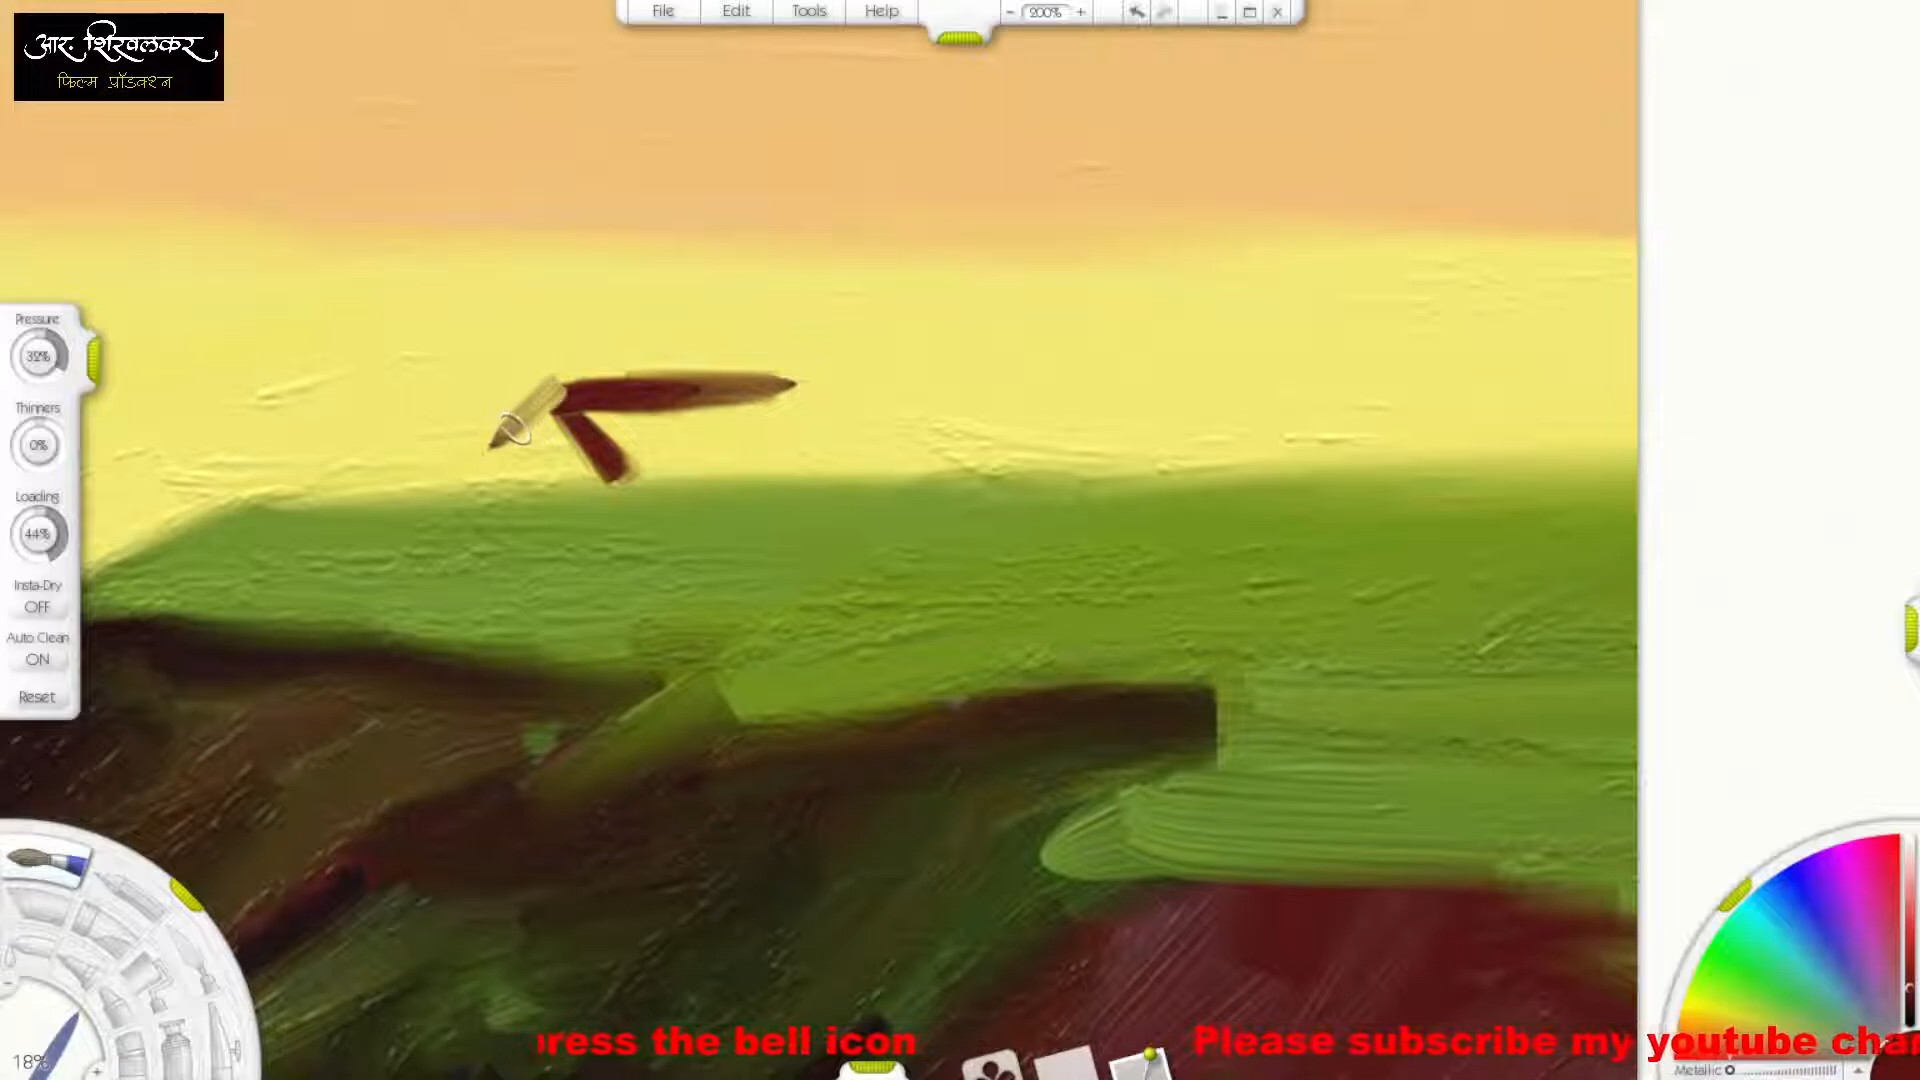 File Edit Tools Help - 200% +
आर. शिरवलकर
फिल्म प्रॉडक्शन
Pressure
32%
Thinners
0%
Loading
44%
Insta-Dry
OFF
Auto Clean
ON
Reset
18%
ress the bell icon Please subscribe my youtube cha
Metallic